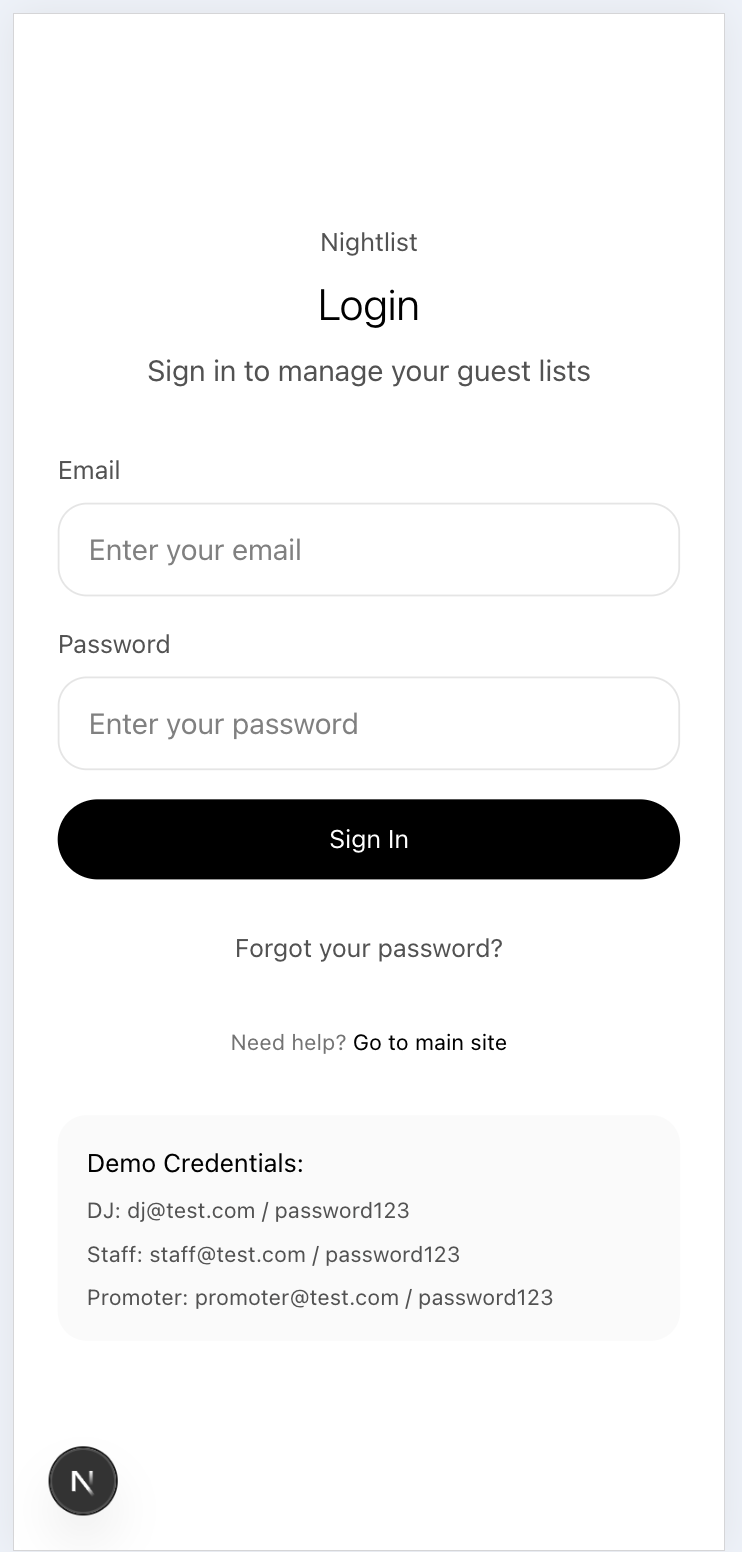 Nightlist
Login
Sign in to manage your guest lists
Email
Enter your email
Password
Enter your password
Sign In
Forgot your password?
Need help? Go to main site
Demo Credentials:
DJ: dj@test.com / password123
Staff: staff@test.com / password123
Promoter: promoter@test.com / password123
N